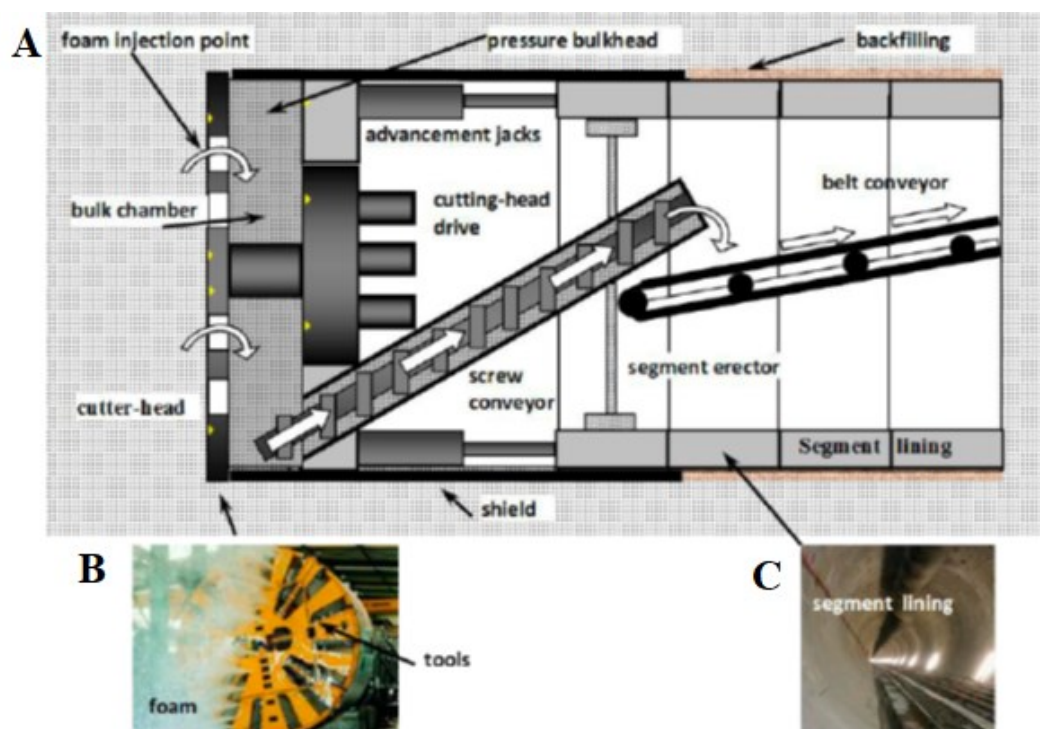 A
foam injection point
pressure bulkhead
backfilling
advancement jacks
bulk chamber
cutting-head
drive
belt conveyor
cutter-head
screw
conveyor
segment erector
Segment lining
shield
B
C
segment lining
tools
foam